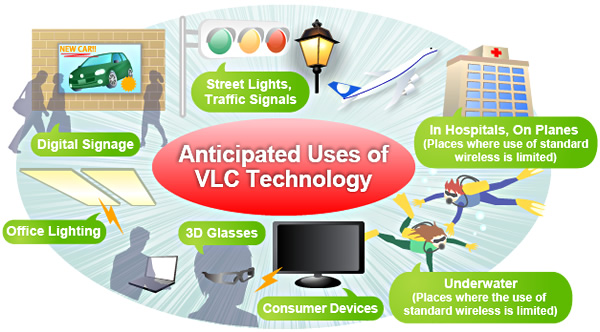 NEW CAR!!
Digital Signage
Street Lights,
Traffic Signals
In Hospitals, On Planes
(Places where use of standard
wireless is limited)
Anticipated Uses of
VLC Technology
Office Lighting
3D Glasses
Consumer Devices
Underwater
(Places where the use of
standard wireless is limited)